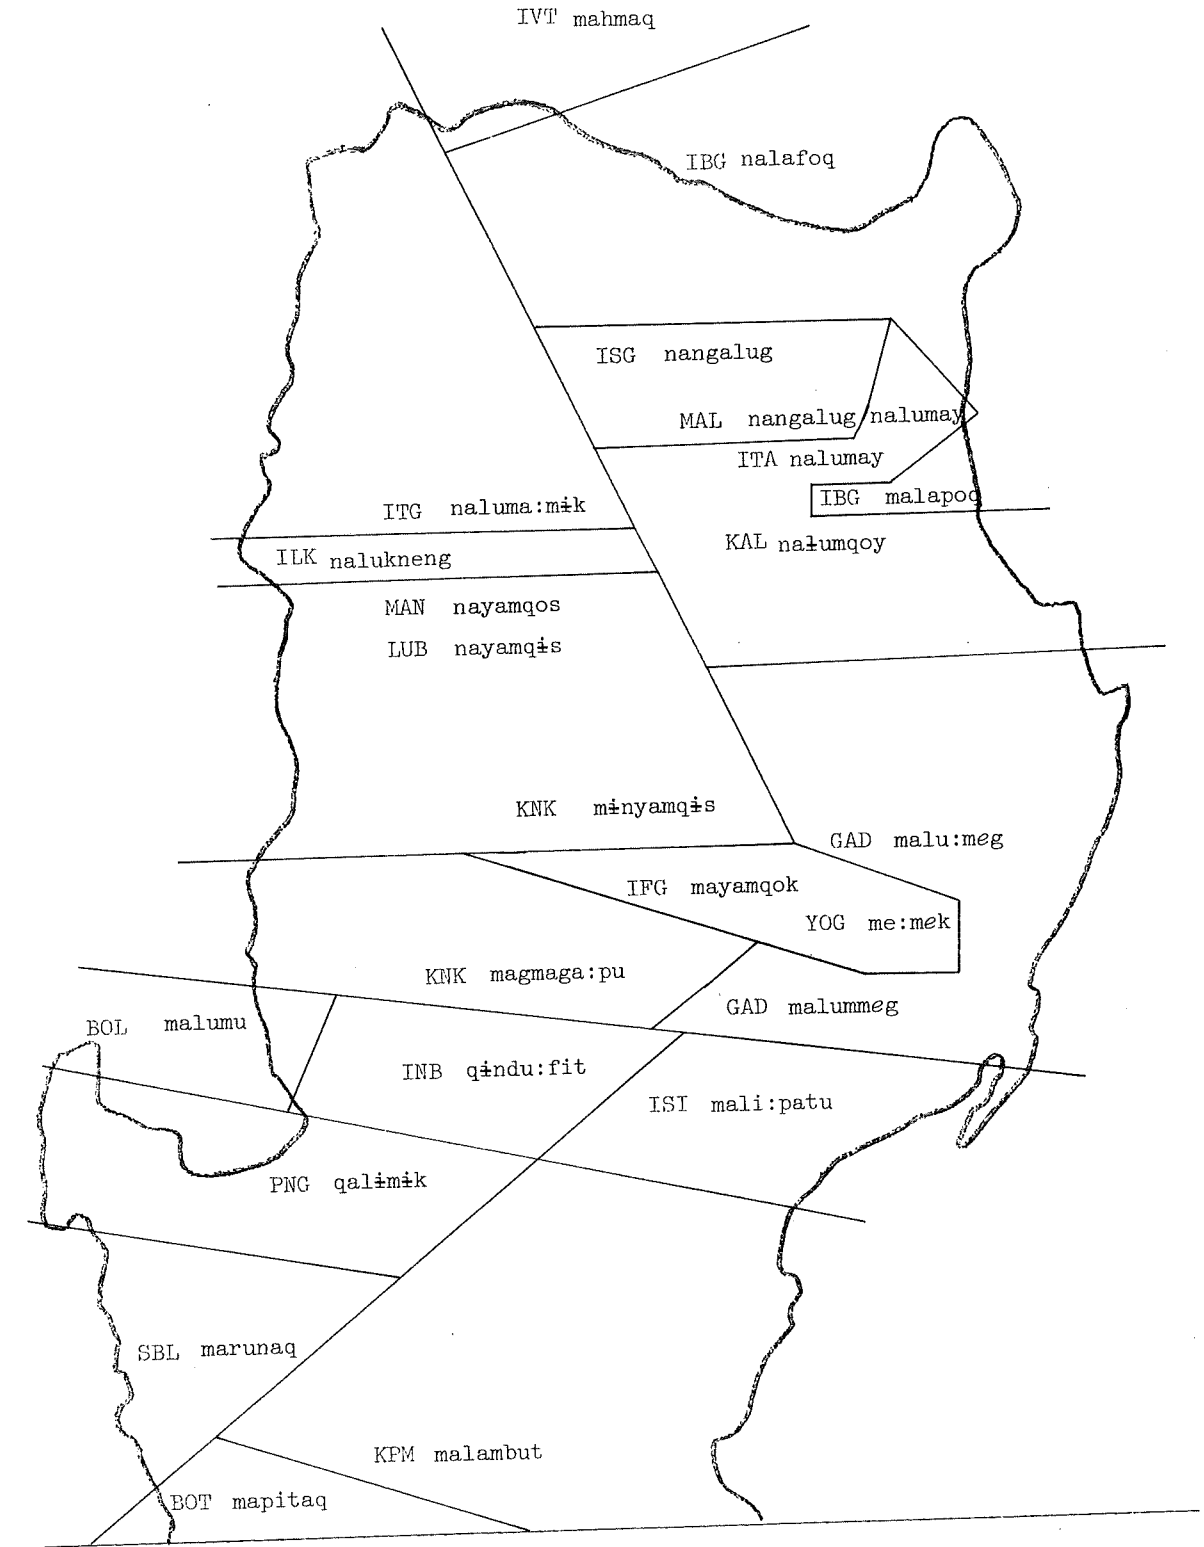 IVT mahmaq
IBG nalafoq
ISG nangalug
MAL nangalug/nalumay
ITA nalumay
IBG malapoq
ITG naluma:mɨk
KAL nałumqoy
ILK nalukneng
MAN nayamqos
LUB nayamqɨs
KNK mɨnyamqɨs
GAD malu:meg
IFG mayamqok
YOG me:mek
KNK magmaga:pu
GAD malummeg
BOL malumu
INB qɨndu:fit
ISI mali:patu
PNG qalɨmɨk
SBL marunaq
KPM malambut
BOT mapitaq